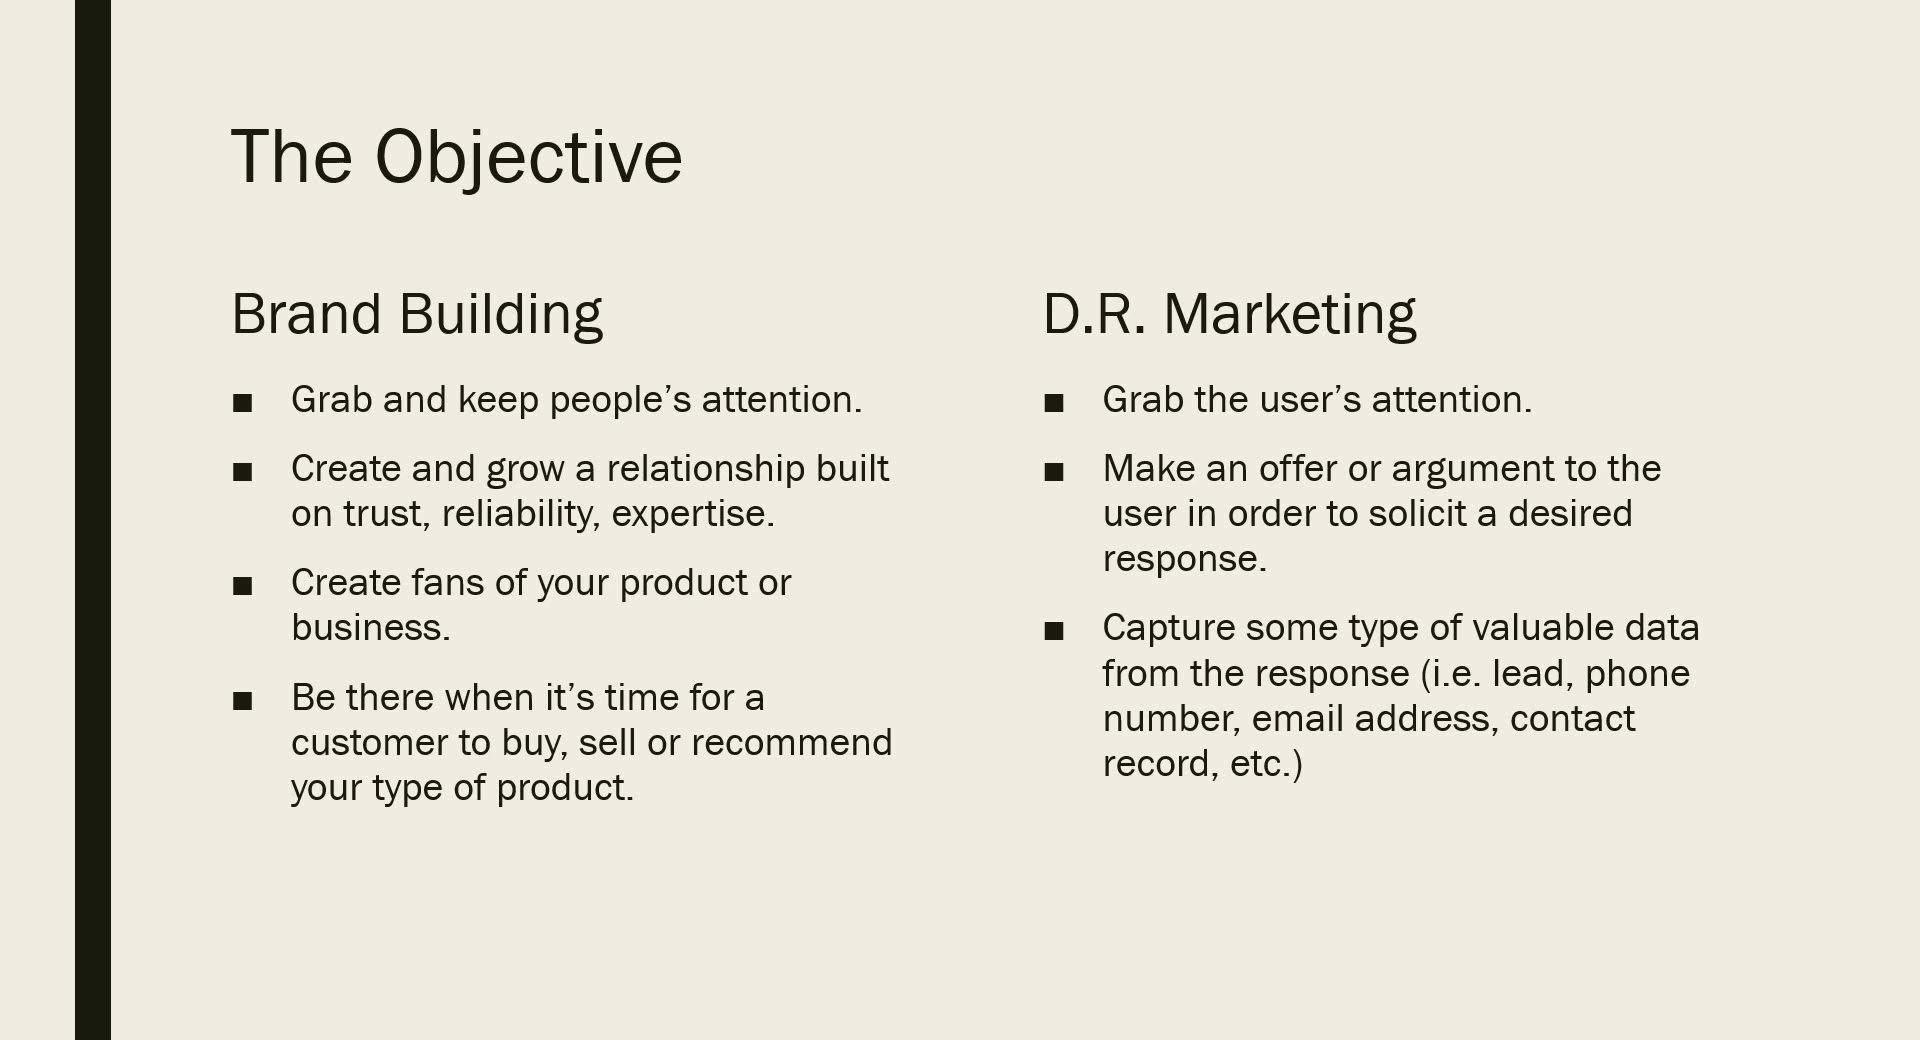 The Objective
Brand Building
■ Grab and keep people’s attention.
■ Create and grow a relationship built
on trust, reliability, expertise.
■ Create fans of your product or
business.
■ Be there when it’s time for a
customer to buy, sell or recommend
your type of product.
D.R. Marketing
■ Grab the user’s attention.
■ Make an offer or argument to the
user in order to solicit a desired
response.
■ Capture some type of valuable data
from the response (i.e. lead, phone
number, email address, contact
record, etc.)